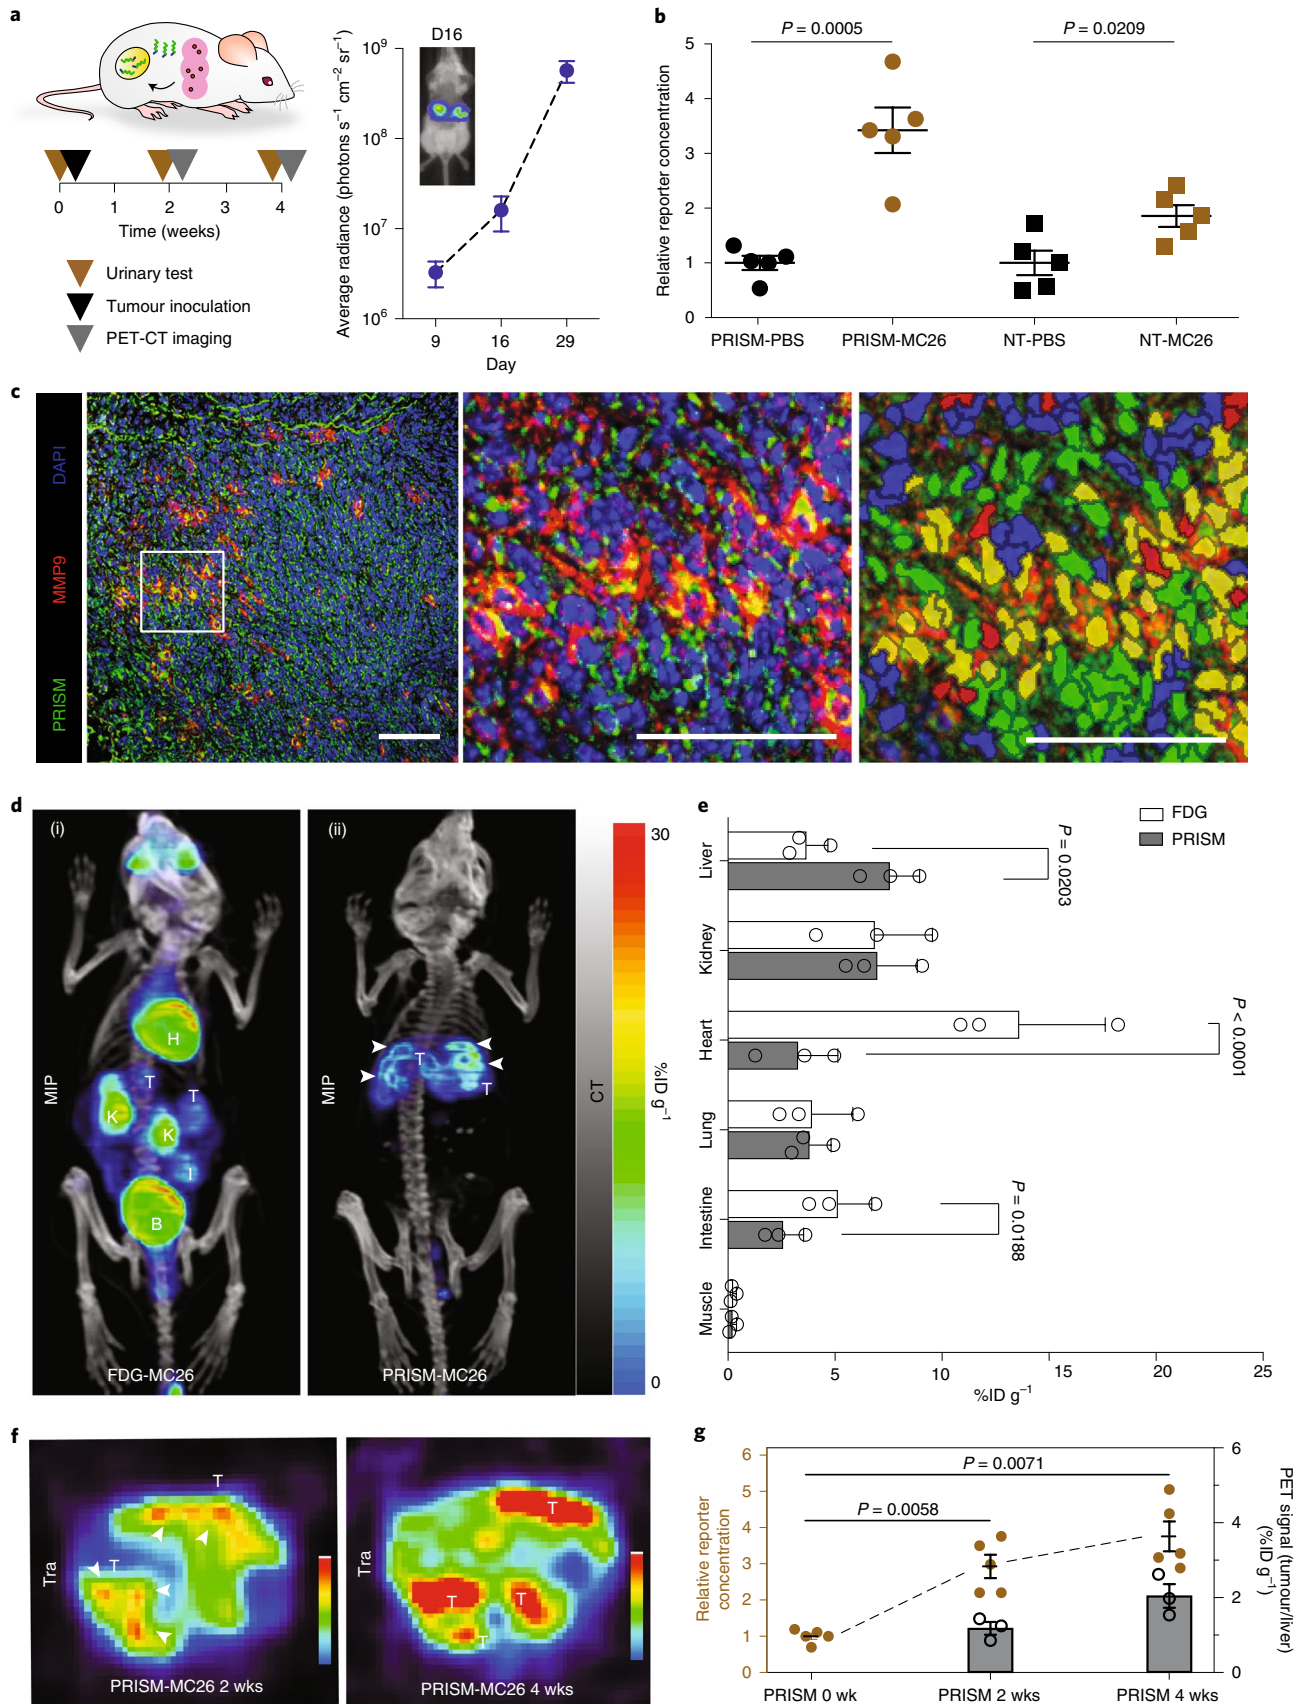 a
D16
Average radiance (photons s⁻¹ cm⁻² sr⁻¹)
10⁹
10⁸
10⁷
10⁶
9 16 29
Day
0 1 2 3 4
Time (weeks)
Urinary test
Tumour inoculation
PET-CT imaging
b
P = 0.0005
P = 0.0209
Relative reporter concentration
5
4
3
2
1
0
PRISM-PBS PRISM-MC26 NT-PBS NT-MC26
c
DAPI
MMP9
PRISM
d
(i)
MIP
H
T
T
K
K
I
B
FDG-MC26
(ii)
MIP
T
T
PRISM-MC26
CT
30
%ID g⁻¹
0
e
FDG
PRISM
Liver
Kidney
Heart
Lung
Intestine
Muscle
P = 0.0203
P < 0.0001
P = 0.0188
0 5 10 15 20 25
%ID g⁻¹
f
Tra
T
T
PRISM-MC26 2 wks
Tra
T
T
T
T
PRISM-MC26 4 wks
g
Relative reporter
concentration
6
5
4
3
2
1
0
P = 0.0071
P = 0.0058
6
4
2
0
PET signal (tumour/liver)
(%ID g⁻¹)
PRISM 0 wk PRISM 2 wks PRISM 4 wks